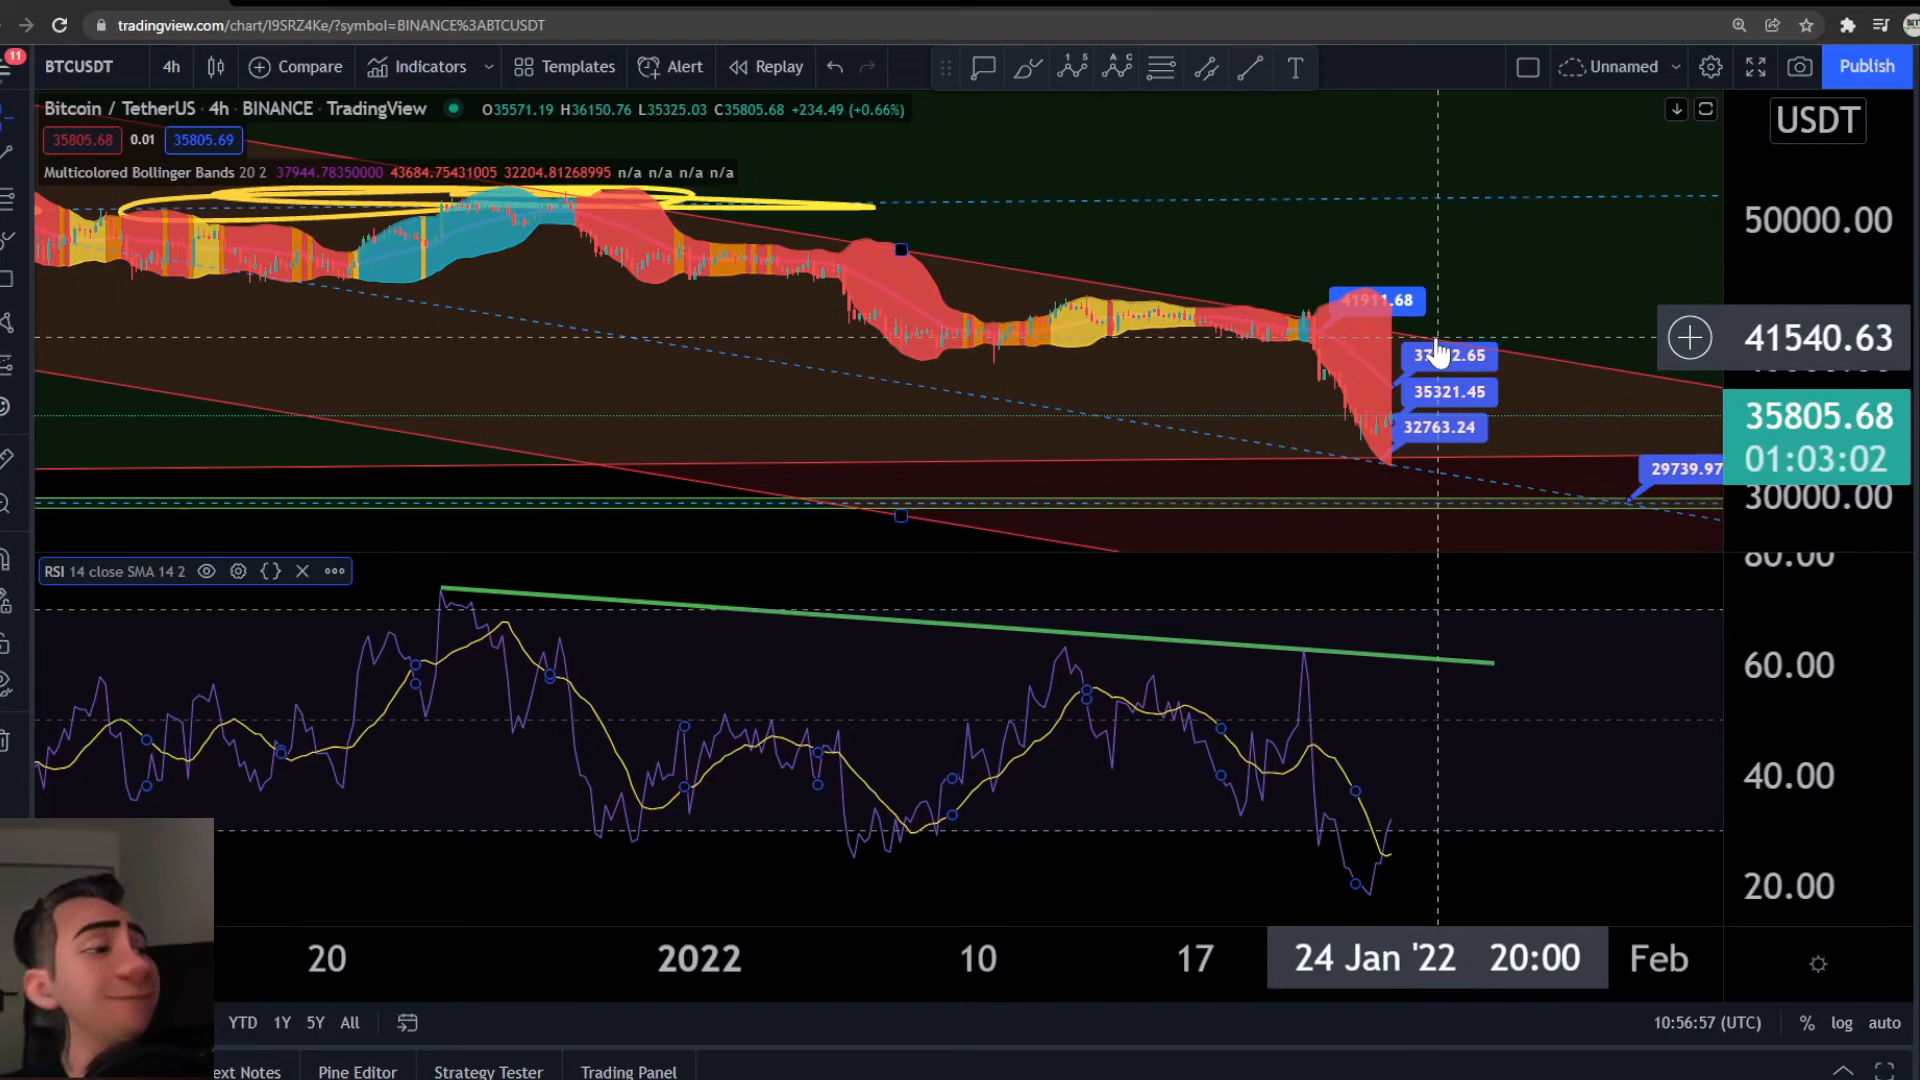 tradingview.com/chart/I9SRZ4Ke/?symbol=BINANCE%3ABTCUSDT
11
BTCUSDT 4h Compare Indicators Templates Alert Replay Unnamed Publish
Bitcoin / TetherUS · 4h · BINANCE · TradingView O35571.19 H36150.76 L35325.03 C35805.68 +234.49 (+0.66%)
USDT
35805.68 0.01 35805.69
Multicolored Bollinger Bands 20 2 37944.78350000 43684.75431005 32204.81268995 n/a n/a n/a n/a
50000.00
41911.68
41540.63
35321.45
35805.68
32763.24
01:03:02
29739.97
30000.00
80.00
RSI 14 close SMA 14 2
60.00
40.00
20.00
20 2022 10 17 24 Jan '22 20:00 Feb
YTD 1Y 5Y All 10:56:57 (UTC) % log auto
ext Notes Pine Editor Strategy Tester Trading Panel